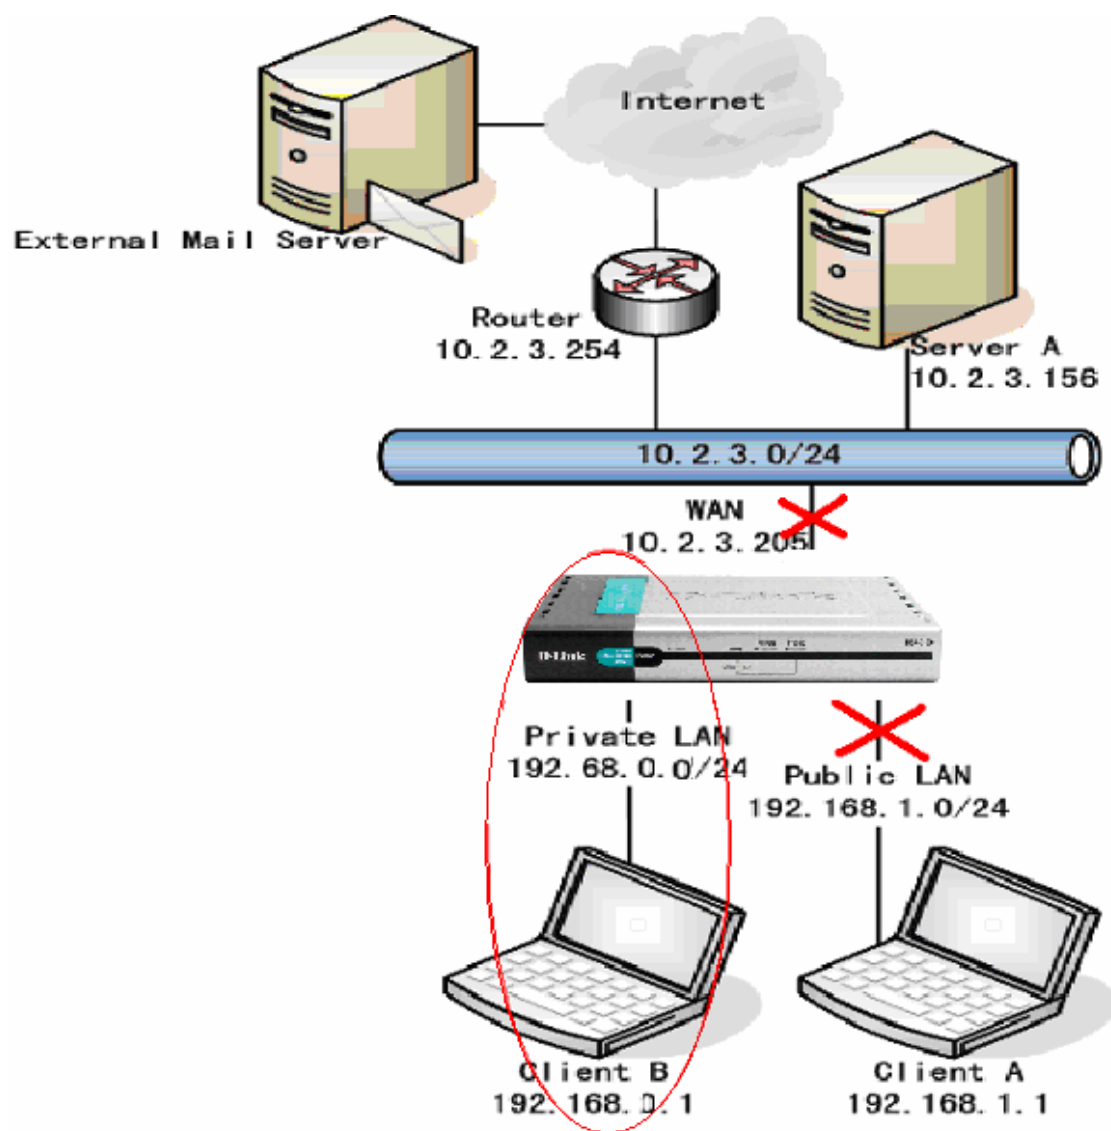 Internet
External Mail Server
Router
10.2.3.254
Server A
10.2.3.156
10.2.3.0/24
WAN
10.2.3.205
D-Link
Private LAN
192.68.0.0/24
Public LAN
192.168.1.0/24
Client B
192.168.0.1
Client A
192.168.1.1